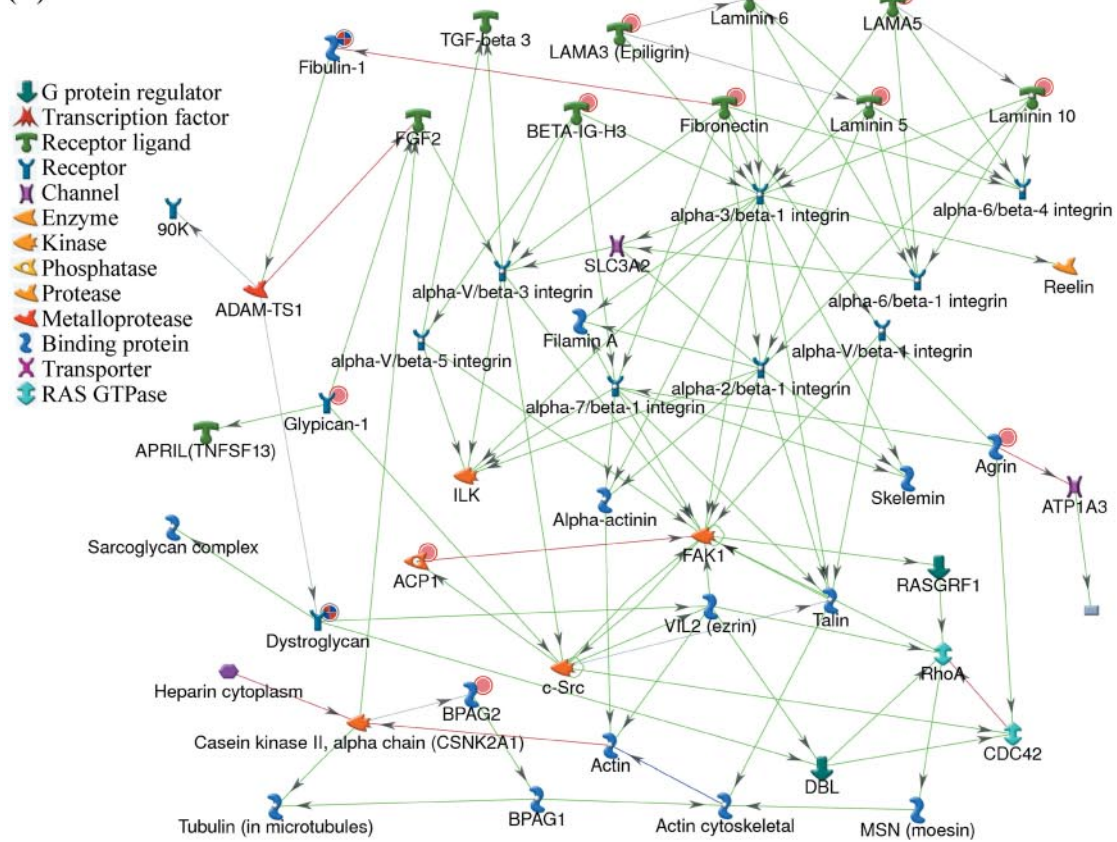 TGF-beta 3
Laminin 6
LAMA5
LAMA3 (Epiligrin)
Fibulin-1
G protein regulator
Transcription factor
Receptor ligand
Receptor
Channel
Enzyme
Kinase
Phosphatase
Protease
Metalloprotease
Binding protein
Transporter
RAS GTPase
FGF2
BETA-IG-H3
Fibronectin
Laminin 5
Laminin 10
90K
alpha-3/beta-1 integrin
alpha-6/beta-4 integrin
SLC3A2
Reelin
ADAM-TS1
alpha-V/beta-3 integrin
alpha-6/beta-1 integrin
Filamin A
alpha-V/beta-5 integrin
alpha-V/beta-1 integrin
alpha-2/beta-1 integrin
alpha-7/beta-1 integrin
Glypican-1
APRIL(TNFSF13)
Agrin
ILK
Skelemin
ATP1A3
Alpha-actinin
Sarcoglycan complex
FAK1
ACP1
RASGRF1
VIL2 (ezrin)
Talin
Dystroglycan
RhoA
Heparin cytoplasm
c-Src
BPAG2
Casein kinase II, alpha chain (CSNK2A1)
Actin
CDC42
DBL
Tubulin (in microtubules)
BPAG1
Actin cytoskeletal
MSN (moesin)